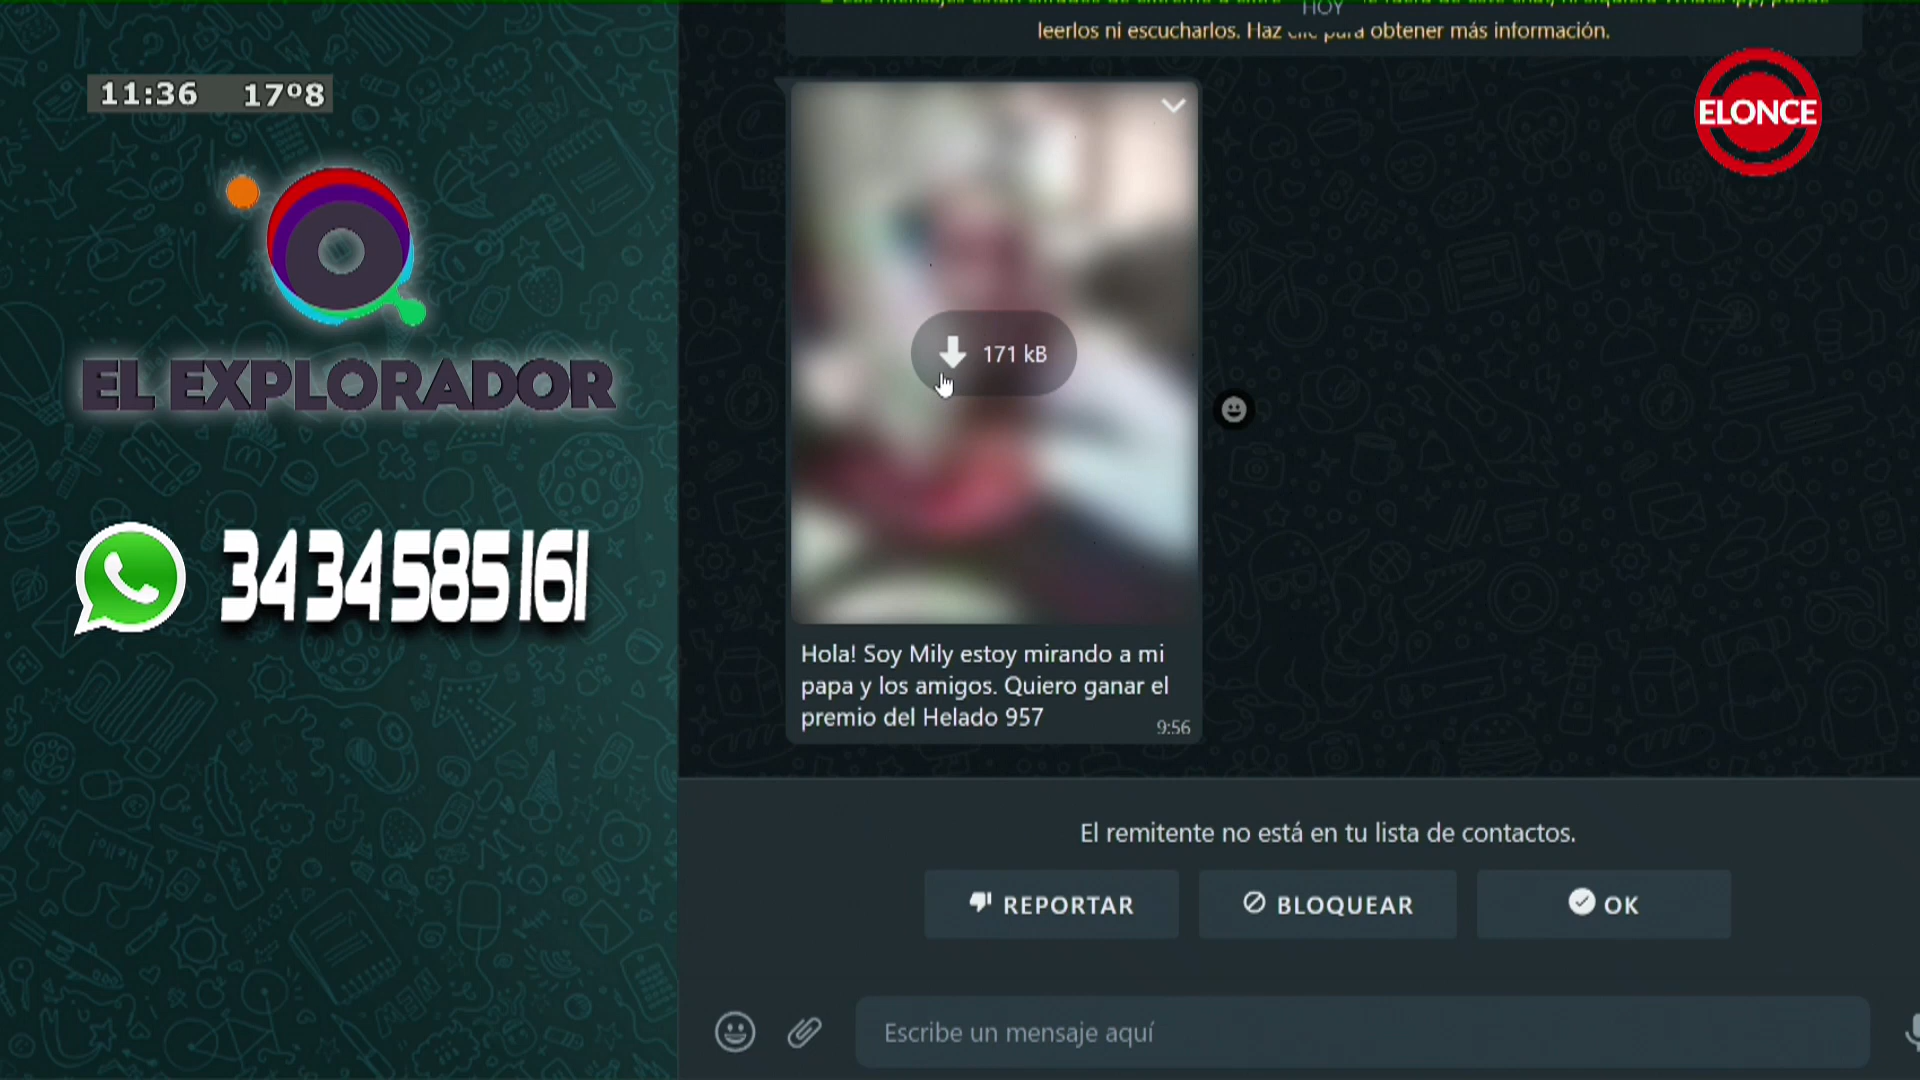 HOY
leerlos ni escucharlos. Haz clic para obtener más información.
11:36 17º8
ELONCE
EL EXPLORADOR
3434585161
171 kB
Hola! Soy Mily estoy mirando a mi
papa y los amigos. Quiero ganar el
premio del Helado 957
9:56
El remitente no está en tu lista de contactos.
REPORTAR
BLOQUEAR
OK
Escribe un mensaje aquí